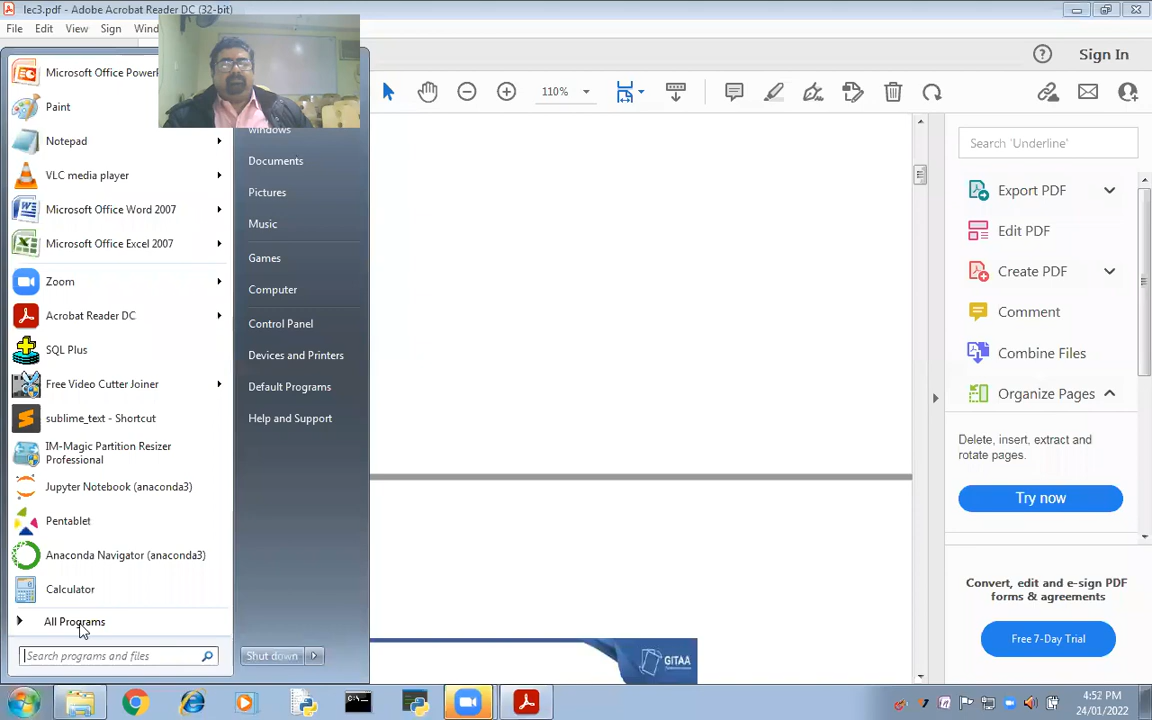 lec3.pdf - Adobe Acrobat Reader DC (32-bit)
File Edit View Sign
Sign In
110%
Microsoft Office
Paint
Notepad
VLC media player
Microsoft Office Word 2007
Microsoft Office Excel 2007
Zoom
Acrobat Reader DC
SQL Plus
Free Video Cutter Joiner
sublime_text - Shortcut
IM-Magic Partition Resizer
Professional
Jupyter Notebook (anaconda3)
Pentablet
Anaconda Navigator (anaconda3)
Calculator
All Programs
Search programs and files
windows
Documents
Pictures
Music
Games
Computer
Control Panel
Devices and Printers
Default Programs
Help and Support
Shut down
GITAA
Search 'Underline'
Export PDF
Edit PDF
Create PDF
Comment
Combine Files
Organize Pages
Delete, insert, extract and
rotate pages.
Try now
Convert, edit and e-sign PDF
forms & agreements
Free 7-Day Trial
4:52 PM
24/01/2022